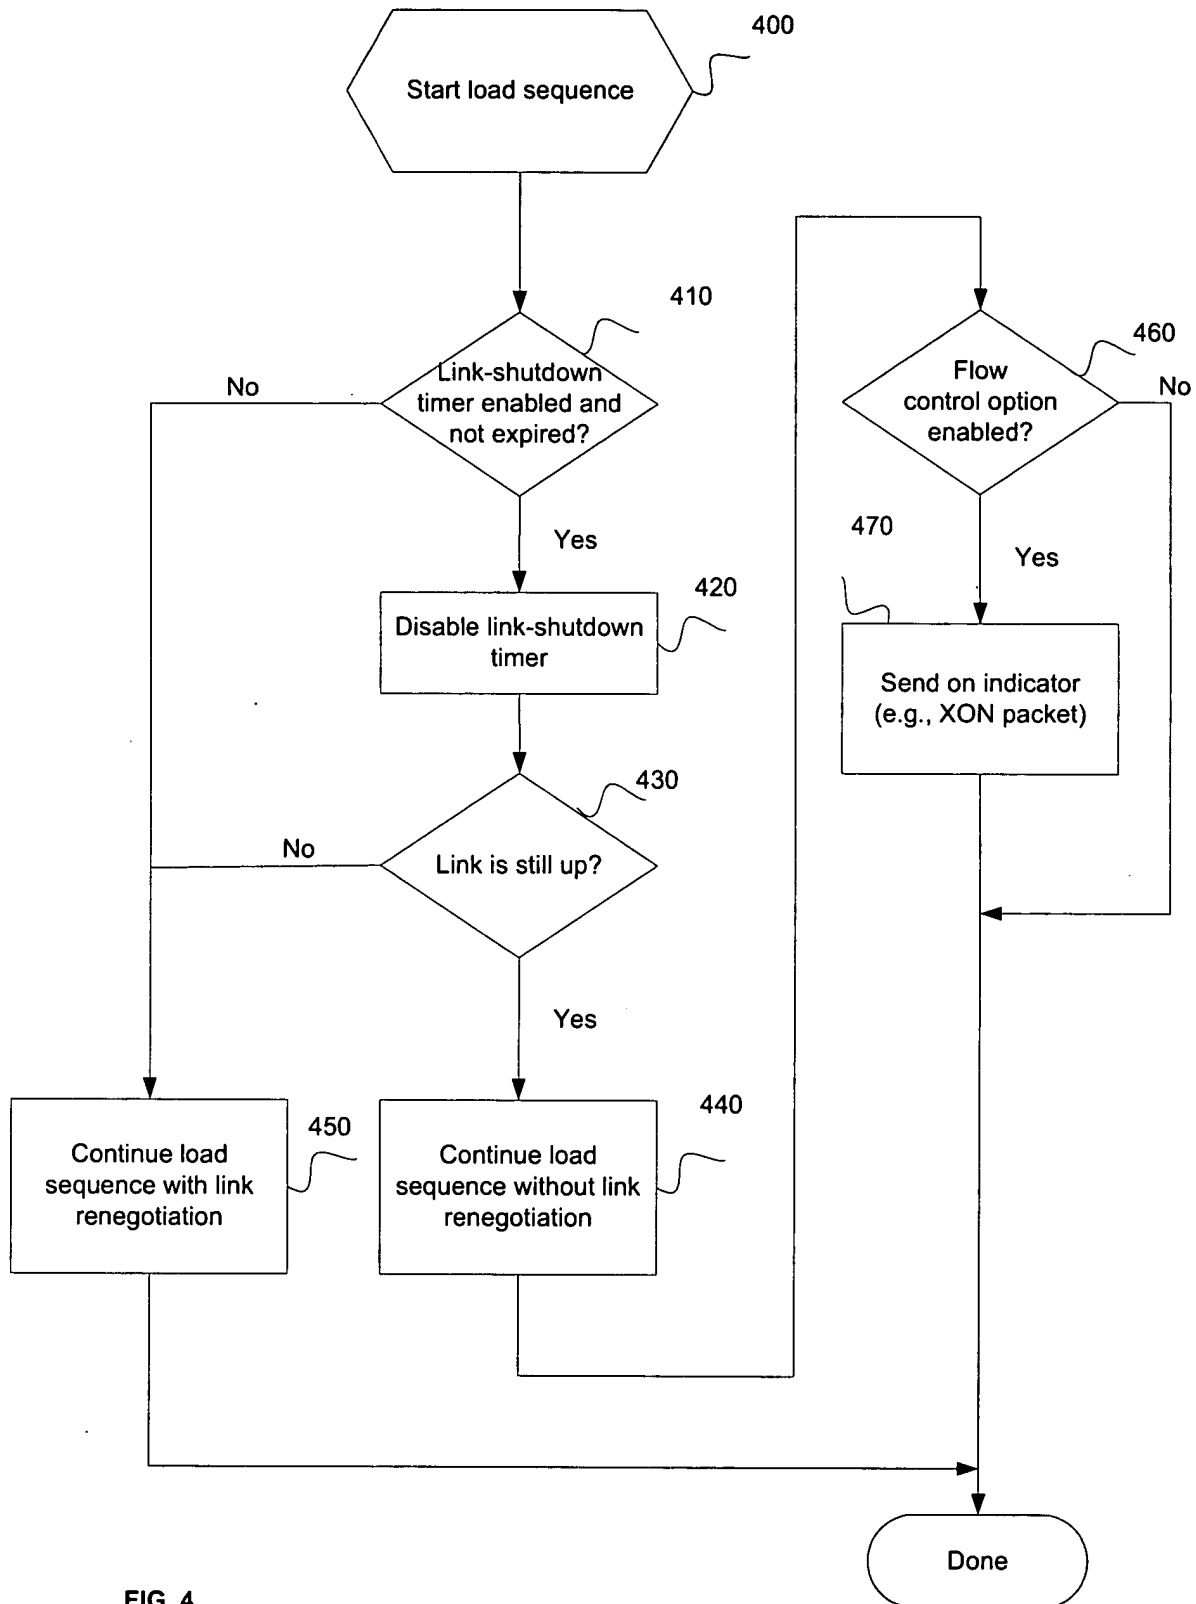 400
Start load sequence
410
Link-shutdown
timer enabled and
not expired?
No
Yes
420
Disable link-shutdown
timer
430
Link is still up?
No
Yes
450
Continue load
sequence with link
renegotiation
440
Continue load
sequence without link
renegotiation
460
Flow
control option
enabled?
No
Yes
470
Send on indicator
(e.g., XON packet)
Done
FIG. 4